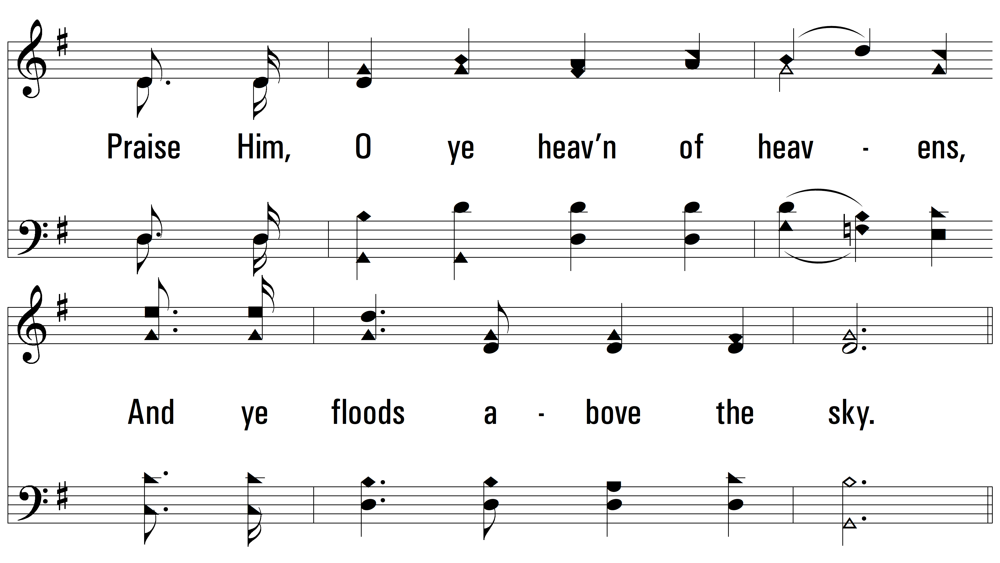 Praise Him, O ye heav’n of heav - ens,
And ye floods a - bove the sky.